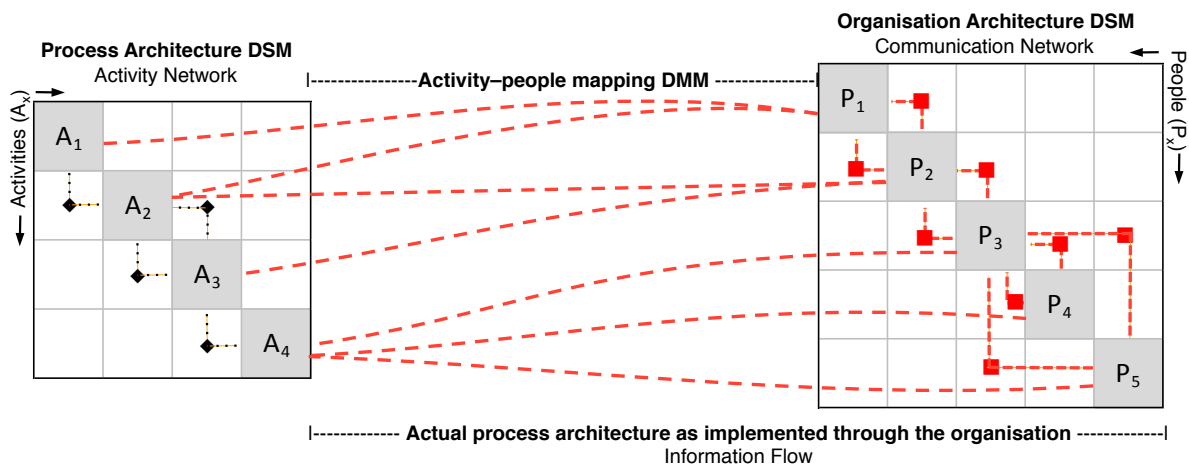 Process Architecture DSM
Activity Network
Activity–people mapping DMM
Organisation Architecture DSM
Communication Network
Activities (Aₓ)
People (Pₓ)
A₁
A₂
A₃
A₄
P₁
P₂
P₃
P₄
P₅
Actual process architecture as implemented through the organisation
Information Flow